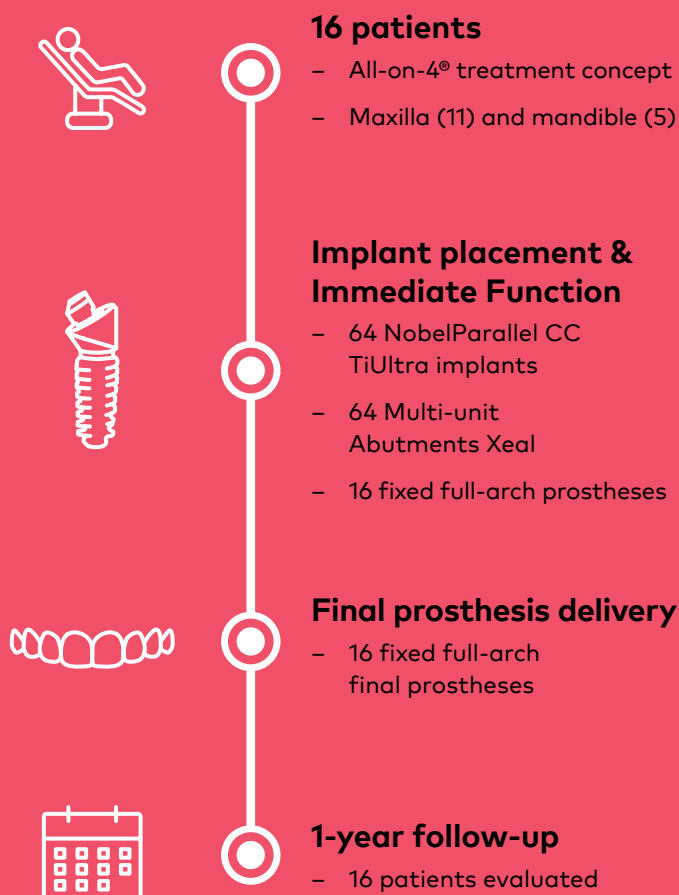 16 patients
– All-on-4® treatment concept
– Maxilla (11) and mandible (5)
Implant placement &
Immediate Function
– 64 NobelParallel CC
TiUltra implants
– 64 Multi-unit
Abutments Xeal
– 16 fixed full-arch prostheses
Final prosthesis delivery
– 16 fixed full-arch
final prostheses
1-year follow-up
– 16 patients evaluated